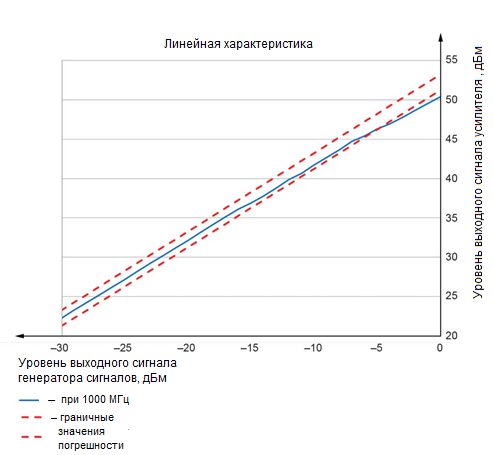 Линейная характеристика
55
50
45
40
35
30
25
20
Уровень выходного сигнала усилителя , дБм
–30
–25
–20
–15
–10
–5
0
Уровень выходного сигнала
генератора сигналов, дБм
– при 1000 МГц
– граничные
значения
погрешности